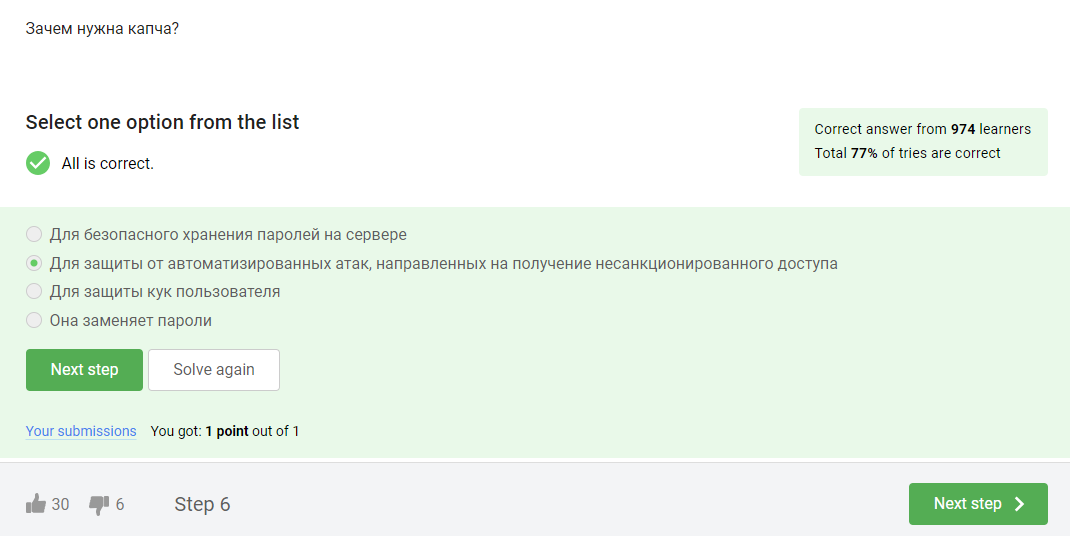 Зачем нужна капча?
Select one option from the list
Correct answer from 974 learners
Total 77% of tries are correct
All is correct.
Для безопасного хранения паролей на сервере
Для защиты от автоматизированных атак, направленных на получение несанкционированного доступа
Для защиты кук пользователя
Она заменяет пароли
Next step Solve again
Your submissions You got: 1 point out of 1
30 6 Step 6 Next step